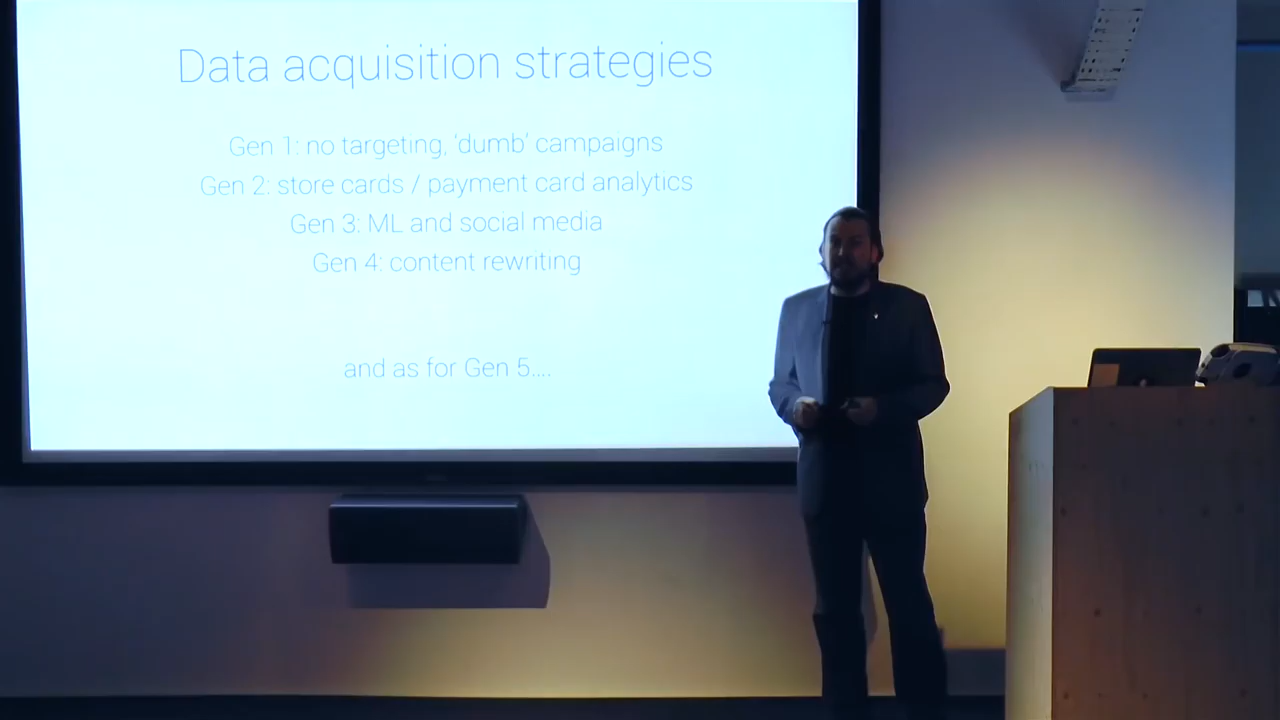 Data acquisition strategies
Gen 1: no targeting, 'dumb' campaigns
Gen 2: store cards / payment card analytics
Gen 3: ML and social media
Gen 4: content rewriting
and as for Gen 5....